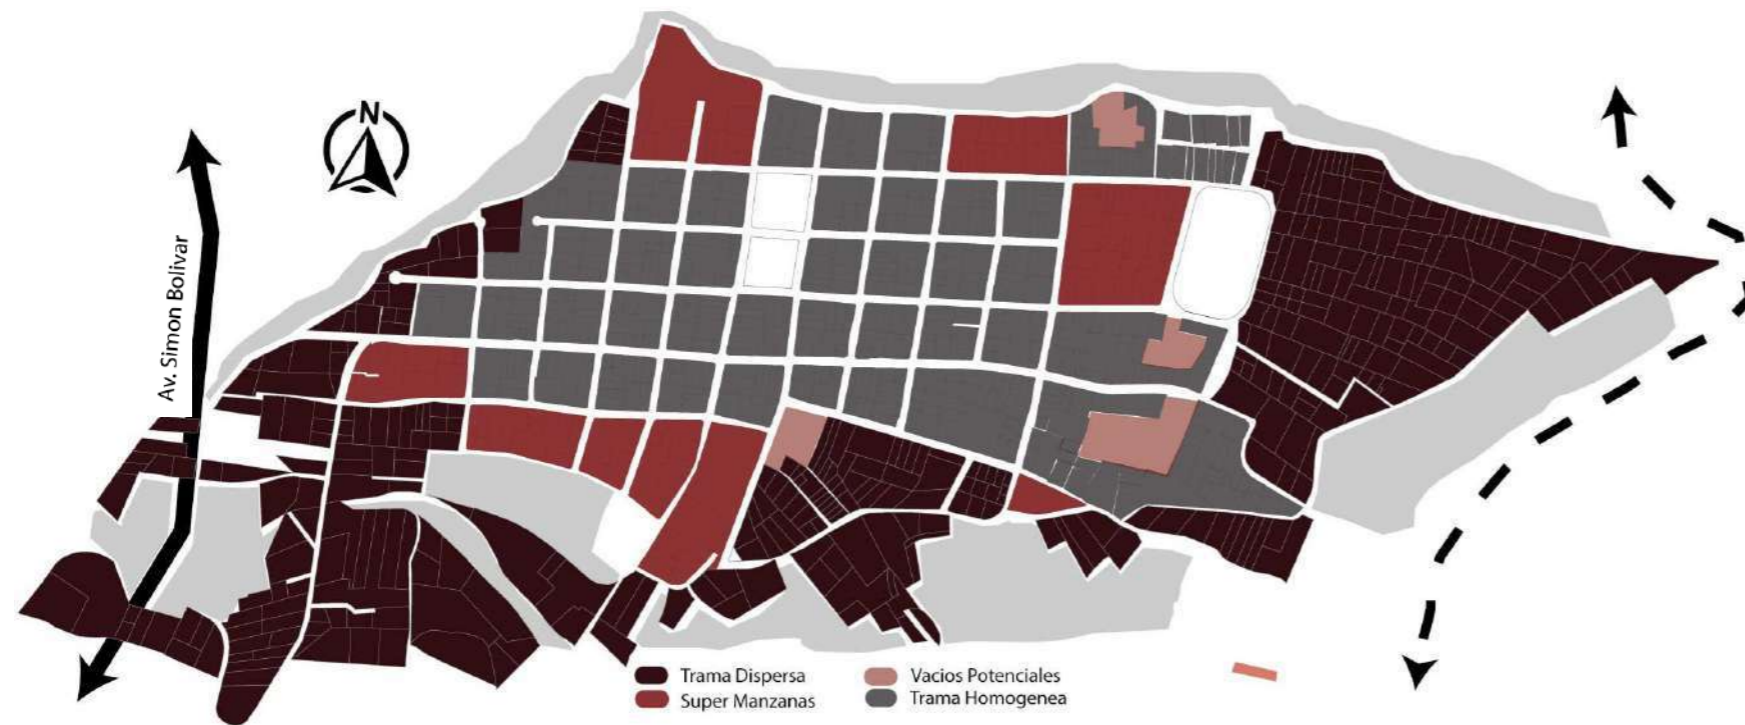 N
Av. Simon Bolivar
Trama Dispersa
Super Manzanas
Vacios Potenciales
Trama Homogenea